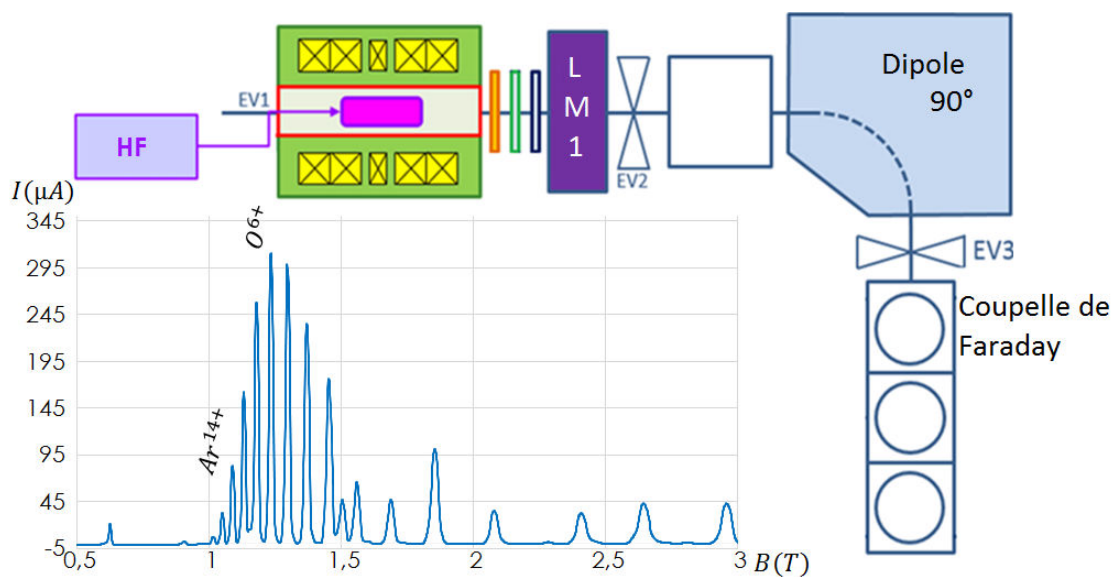 Dipole
90°
EV1
HF
L
M
1
EV2
EV3
Coupelle de
Faraday
I(μA)
345
295
245
195
145
95
45
-5
O⁶⁺
Ar¹⁴⁺
0,5
1
1,5
2
2,5
3
B(T)